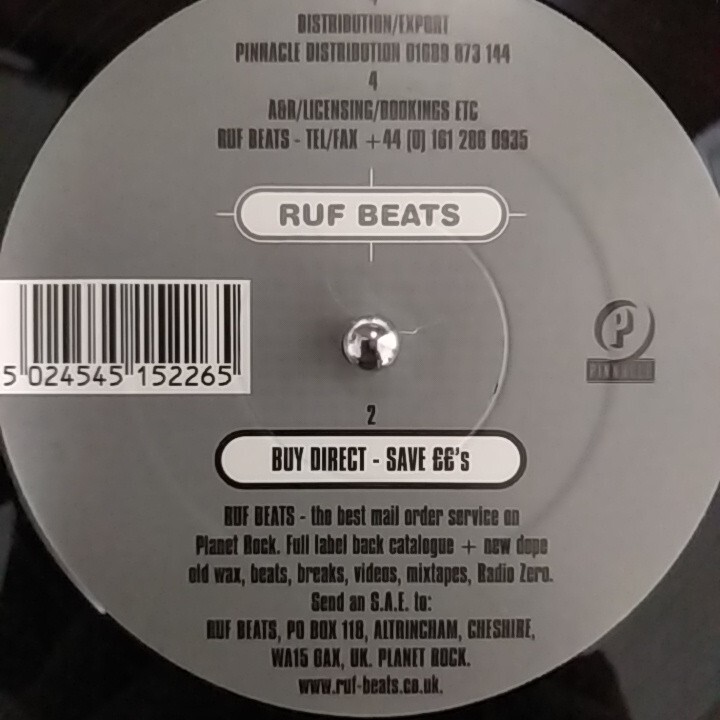 DISTRIBUTION/EXPORT
PINNACLE DISTRIBUTION 01689 873 144
4
A&R/LICENSING/BOOKINGS ETC
RUF BEATS - TEL/FAX +44 (0) 161 286 0935
RUF BEATS
5 024545 152265
P
PINNACLE
2
BUY DIRECT - SAVE ££'s
RUF BEATS - the best mail order service on
Planet Rock. Full label back catalogue + new dope
old wax, beats, breaks, videos, mixtapes, Radio Zero.
Send an S.A.E. to:
RUF BEATS, PO BOX 118, ALTRINCHAM, CHESHIRE,
WA15 0AX, UK. PLANET ROCK.
www.ruf-beats.co.uk.